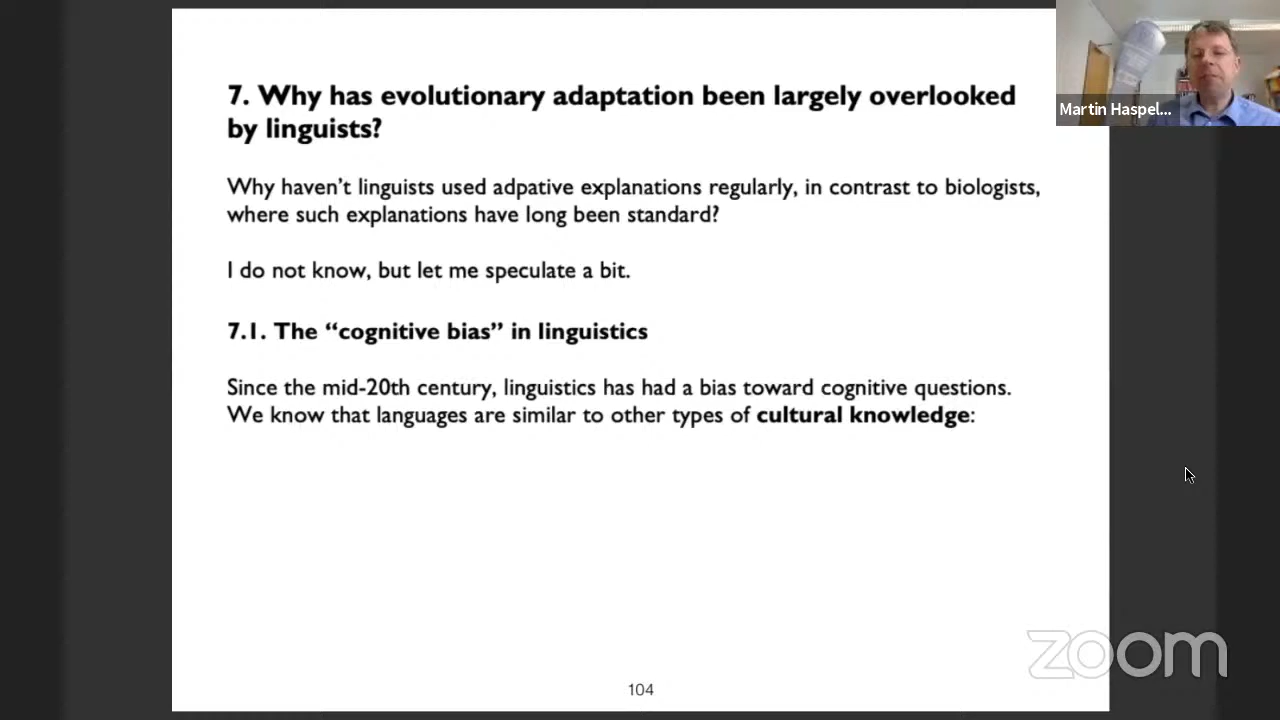 7. Why has evolutionary adaptation been largely overlooked
by linguists?
Martin Haspel...
Why haven't linguists used adpative explanations regularly, in contrast to biologists,
where such explanations have long been standard?
I do not know, but let me speculate a bit.
7.1. The “cognitive bias” in linguistics
Since the mid-20th century, linguistics has had a bias toward cognitive questions.
We know that languages are similar to other types of cultural knowledge:
zoom
104